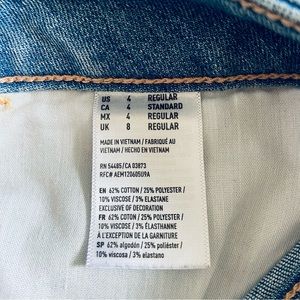 US 4 REGULAR
CA 4 STANDARD
MX 4 REGULAR
UK 8 REGULAR
MADE IN VIETNAM / FABRIQUÉ AU
VIETNAM / HECHO EN VIETNAM
RN 54485/CA 03873
RFC# AEM12060509A
EN 62% COTTON / 25% POLYESTER /
10% VISCOSE / 3% ELASTANE
EXCLUSIVE OF DECORATION
FR 62% COTON / 25% POLYESTER /
10% VISCOSE / 3% ÉLASTHANNE
À L'EXCEPTION DE LA GARNITURE
SP 62% algodón / 25% poliéster /
10% viscosa / 3% elastano